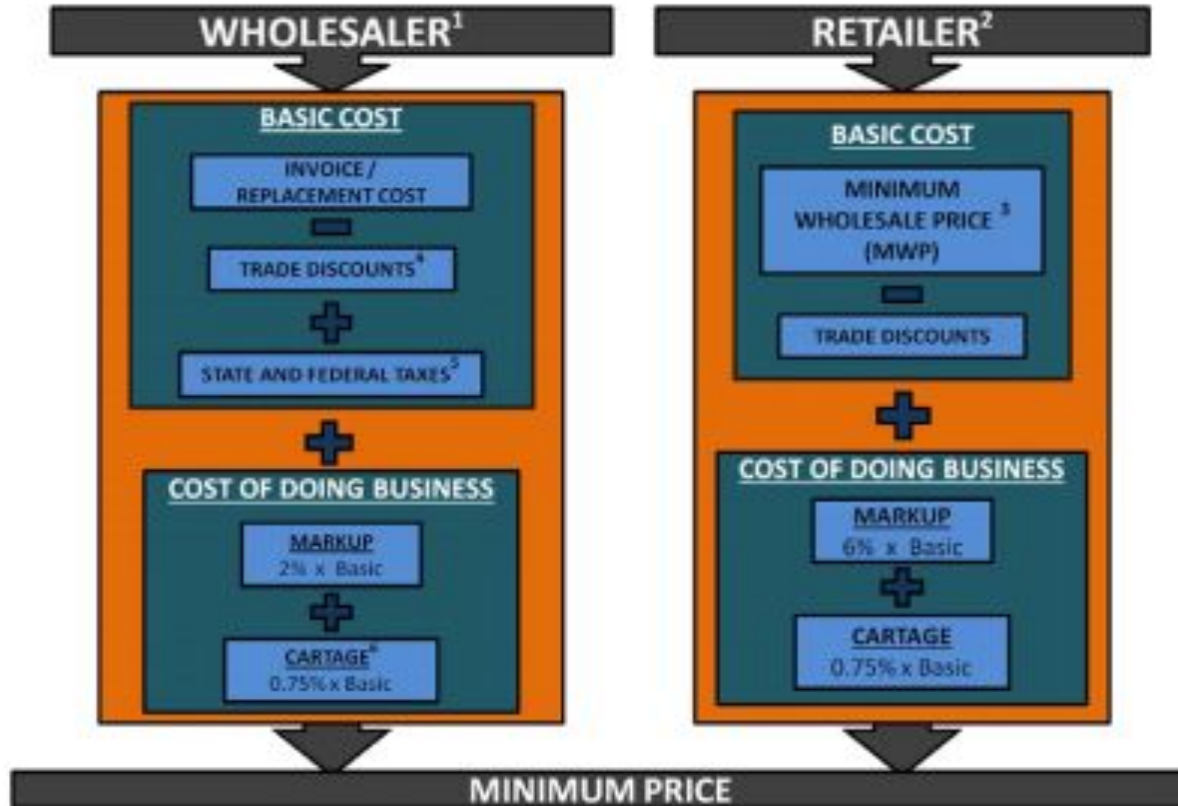 WHOLESALER¹
BASIC COST
INVOICE /
REPLACEMENT COST
TRADE DISCOUNTS⁴
STATE AND FEDERAL TAXES⁵
COST OF DOING BUSINESS
MARKUP
2% x Basic
CARTAGE⁶
0.75% x Basic
RETAILER²
BASIC COST
MINIMUM
WHOLESALE PRICE ³
(MWP)
TRADE DISCOUNTS
COST OF DOING BUSINESS
MARKUP
6% x Basic
CARTAGE
0.75% x Basic
MINIMUM PRICE